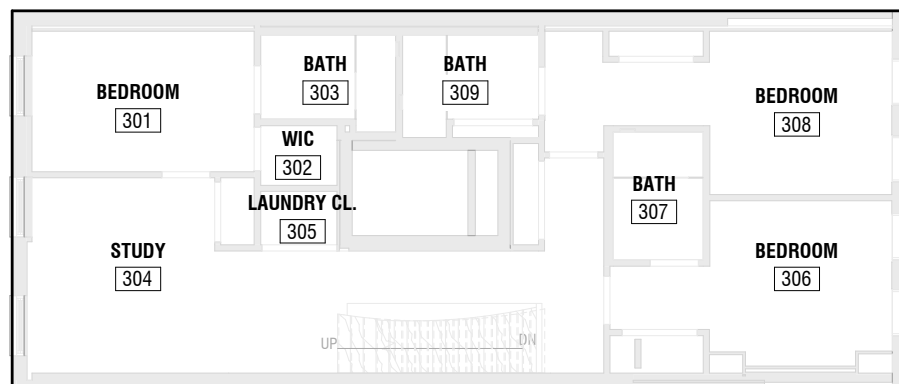 BEDROOM
301
BATH
303
BATH
309
BEDROOM
308
WIC
302
LAUNDRY CL.
305
BATH
307
STUDY
304
BEDROOM
306
UP
DN